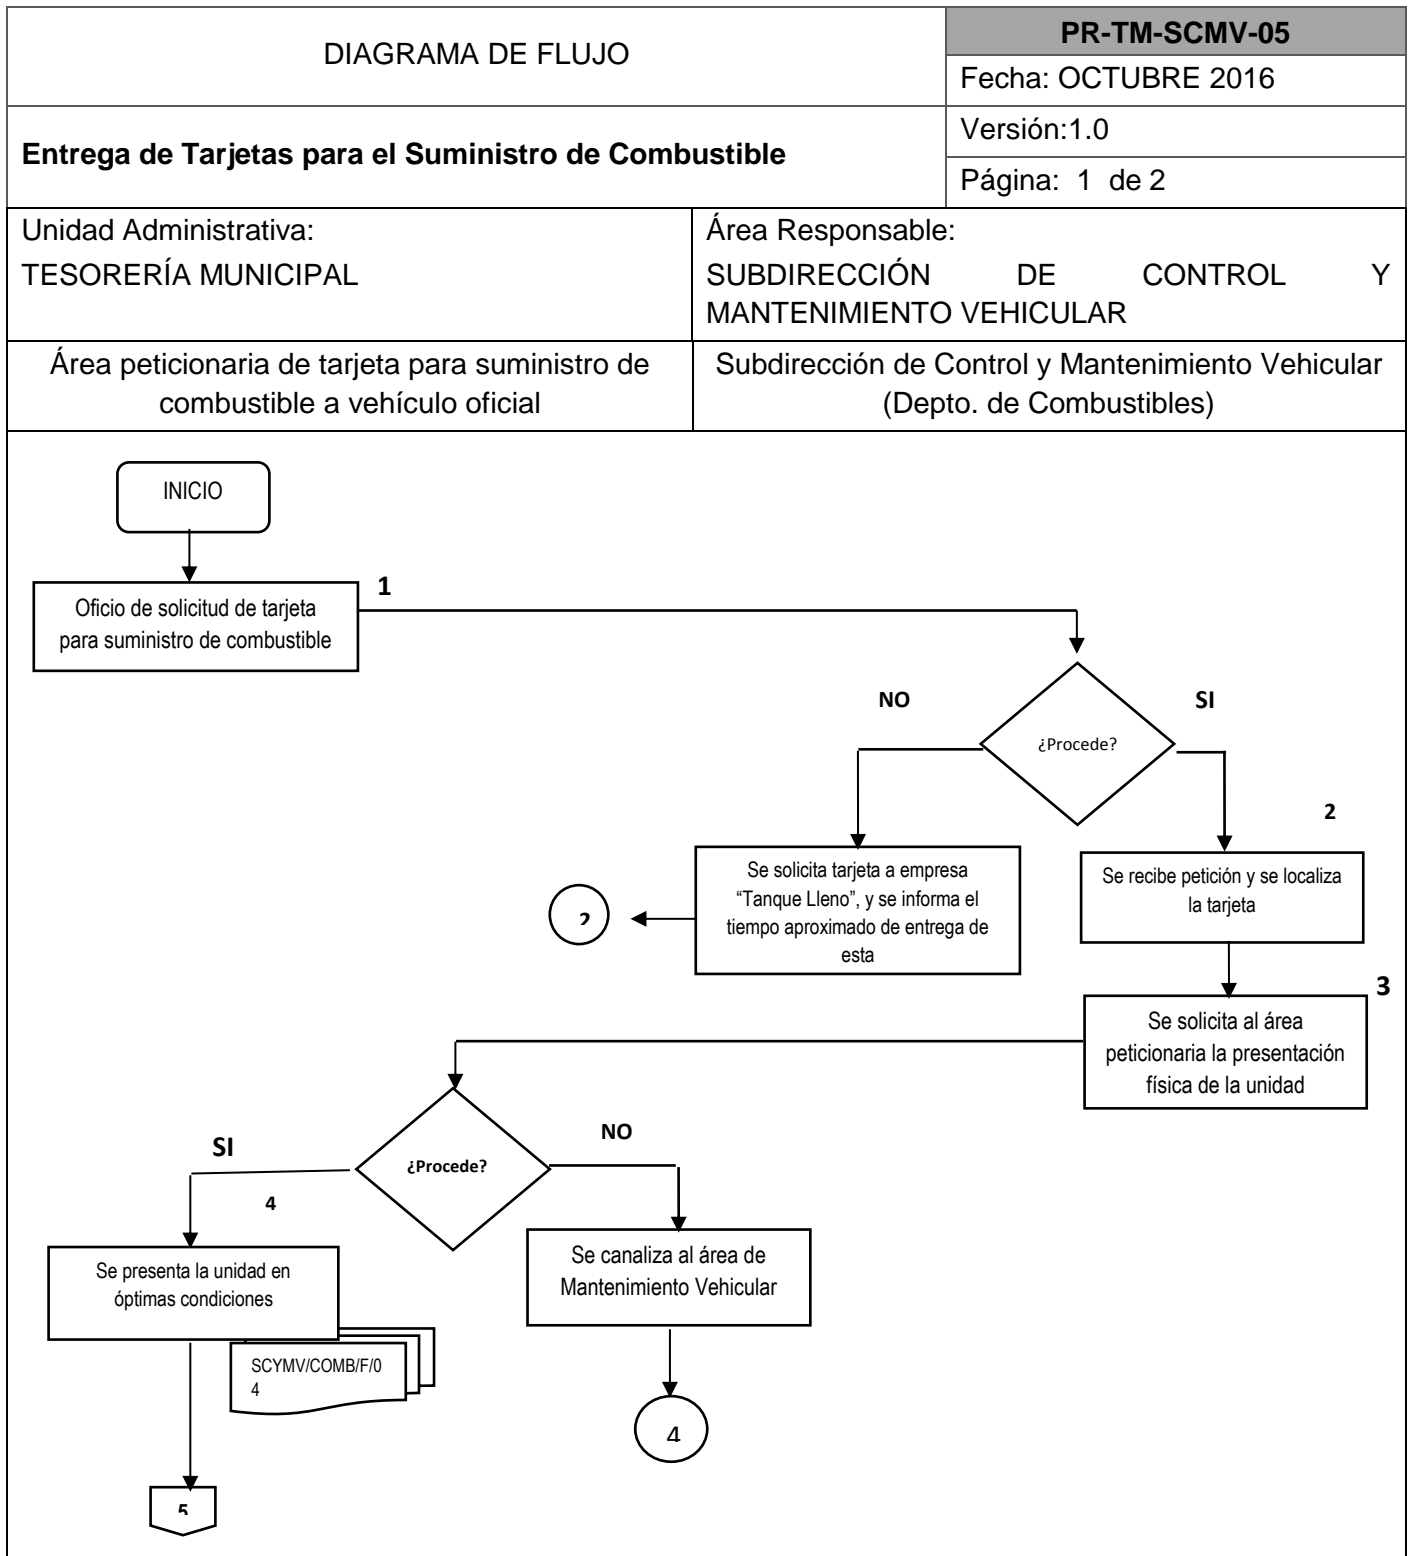 DIAGRAMA DE FLUJO
PR-TM-SCMV-05
Fecha: OCTUBRE 2016
Entrega de Tarjetas para el Suministro de Combustible
Versión:1.0
Página: 1 de 2
Unidad Administrativa:
TESORERÍA MUNICIPAL
Área Responsable:
SUBDIRECCIÓN DE CONTROL Y
MANTENIMIENTO VEHICULAR
Área peticionaria de tarjeta para suministro de
combustible a vehículo oficial
Subdirección de Control y Mantenimiento Vehicular
(Depto. de Combustibles)
INICIO
1
Oficio de solicitud de tarjeta
para suministro de combustible
NO
SI
¿Procede?
2
Se solicita tarjeta a empresa
“Tanque Lleno”, y se informa el
tiempo aproximado de entrega de
esta
2
Se recibe petición y se localiza
la tarjeta
3
Se solicita al área
peticionaria la presentación
física de la unidad
SI
NO
¿Procede?
4
Se presenta la unidad en
óptimas condiciones
Se canaliza al área de
Mantenimiento Vehicular
SCYMV/COMB/F/0
4
4
5